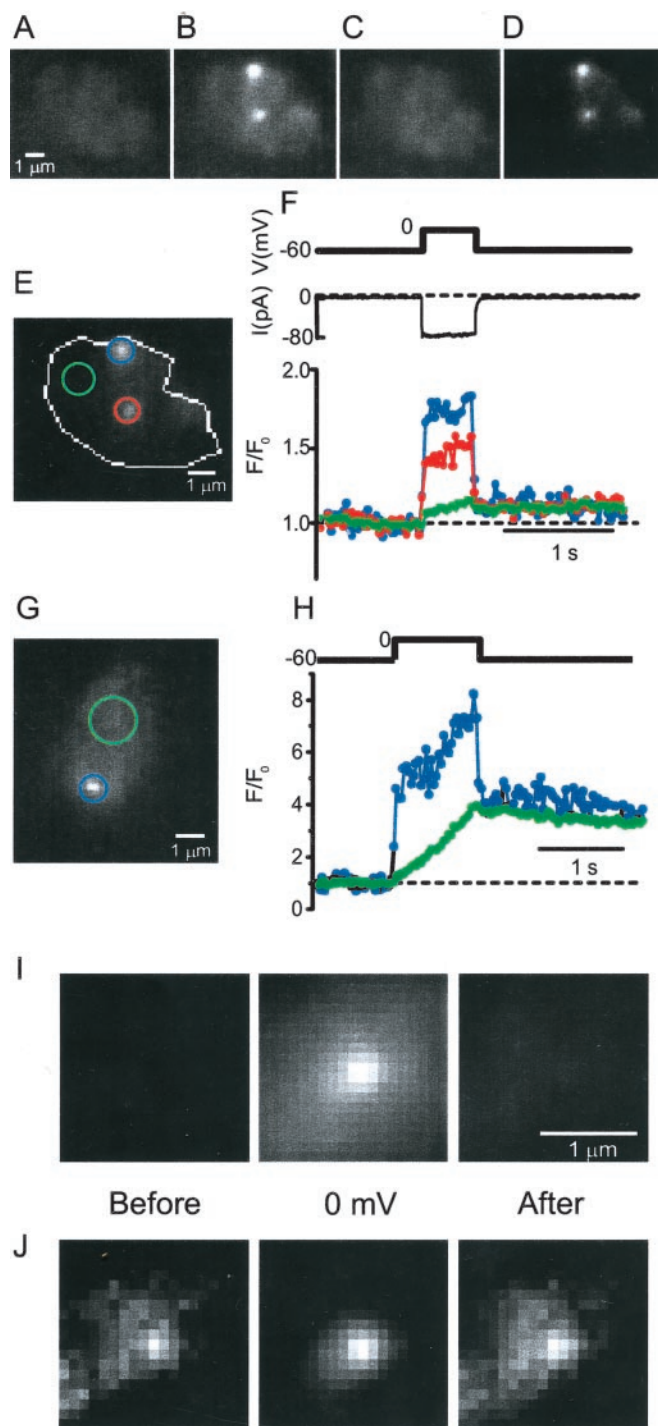 A B C D
1 μm
E
1 μm
F
V(mV)
0
-60
I(pA)
0
-80
F/F0
2.0
1.5
1.0
1 s
G
1 μm
H
0
-60
F/F0
8
6
4
2
0
1 s
I
1 μm
Before 0 mV After
J